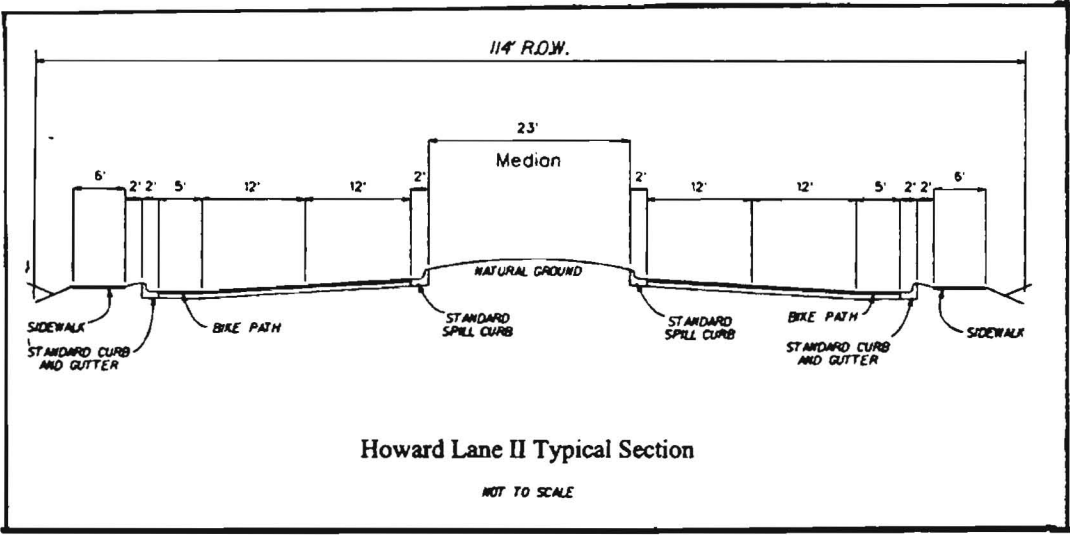 114' R.O.W.
23'
Median
6' 2' 2' 5' 12' 12' 2' 2' 12' 12' 5' 2' 2' 6'
NATURAL GROUND
SIDEWALK
STANDARD CURB
AND GUTTER
BIKE PATH
STANDARD
SPILL CURB
STANDARD
SPILL CURB
BIKE PATH
STANDARD CURB
AND GUTTER
SIDEWALK
Howard Lane II Typical Section
NOT TO SCALE